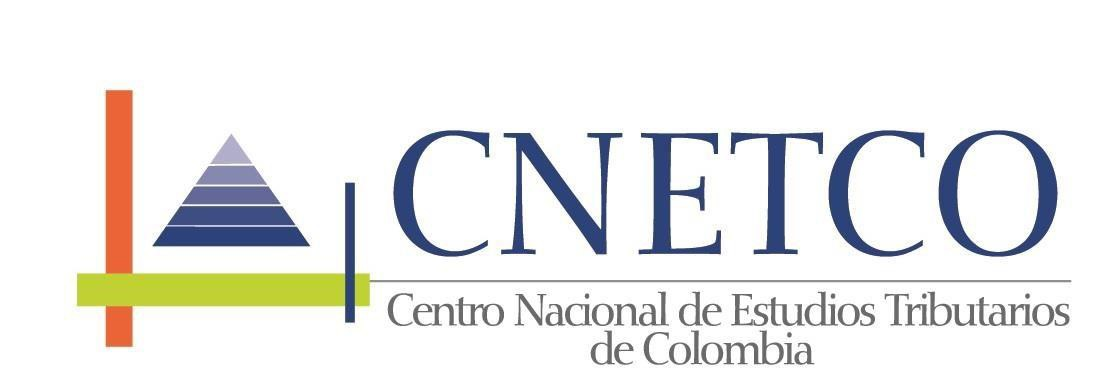 CNETCO
Centro Nacional de Estudios Tributarios
de Colombia